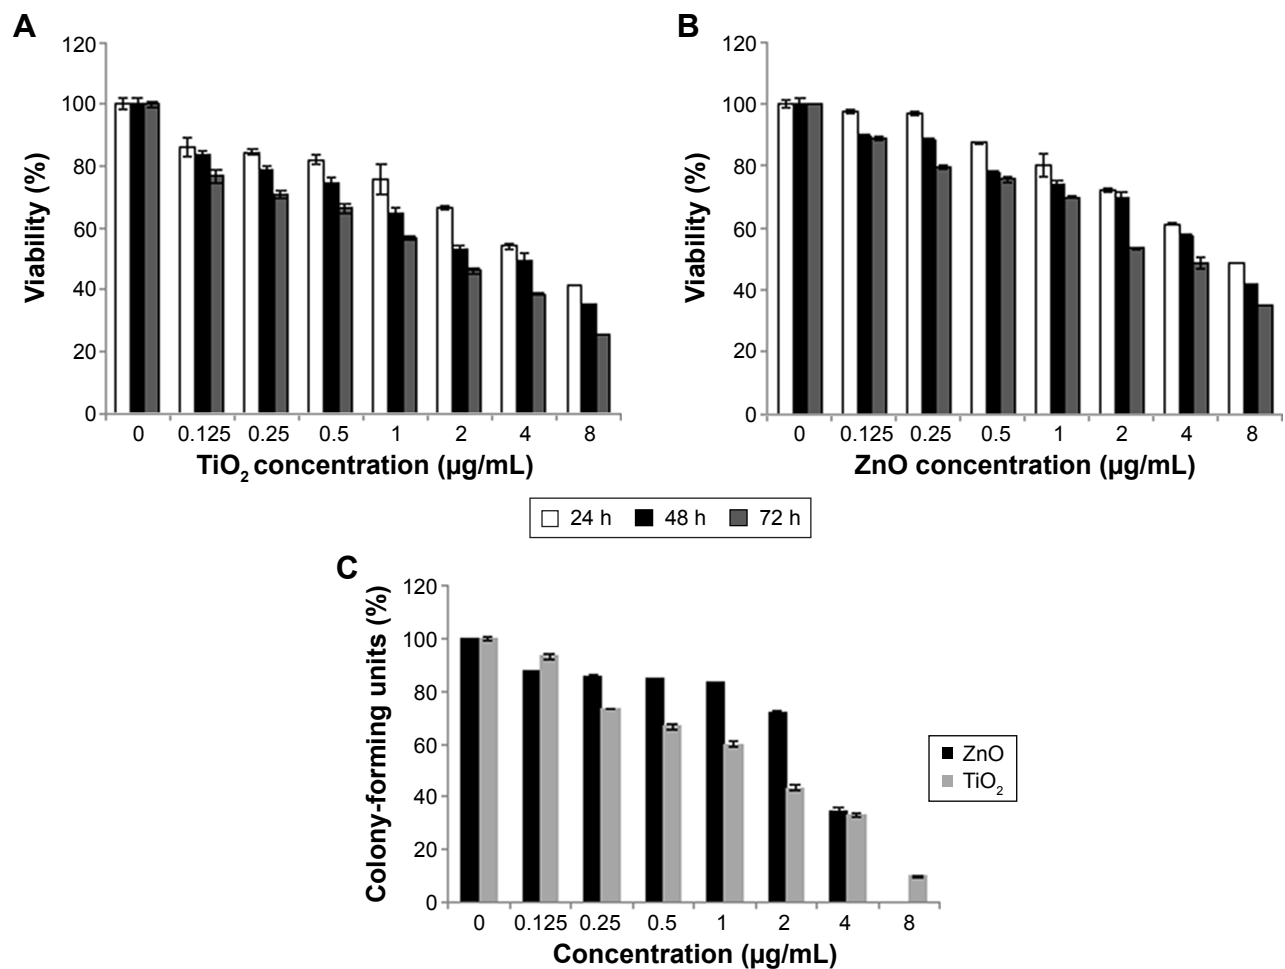 A
120
100
80
60
40
20
0
Viability (%)
0 0.125 0.25 0.5 1 2 4 8
TiO2 concentration (µg/mL)
B
120
100
80
60
40
20
0
Viability (%)
0 0.125 0.25 0.5 1 2 4 8
ZnO concentration (µg/mL)
24 h 48 h 72 h
C
120
100
80
60
40
20
0
Colony-forming units (%)
0 0.125 0.25 0.5 1 2 4 8
Concentration (µg/mL)
ZnO
TiO2